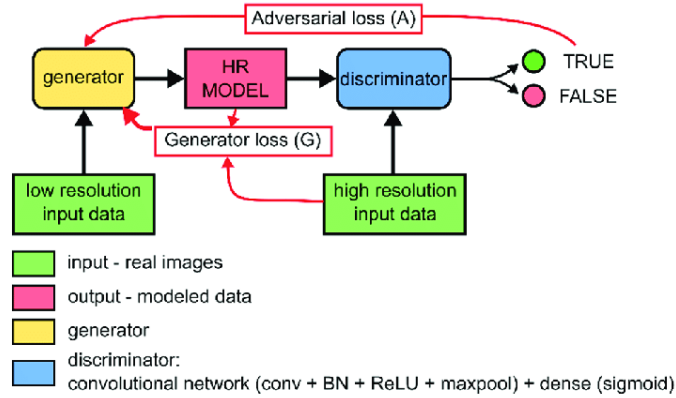 Adversarial loss (A)
generator
HR
MODEL
discriminator
TRUE
FALSE
Generator loss (G)
low resolution
input data
high resolution
input data
input - real images
output - modeled data
generator
discriminator:
convolutional network (conv + BN + ReLU + maxpool) + dense (sigmoid)